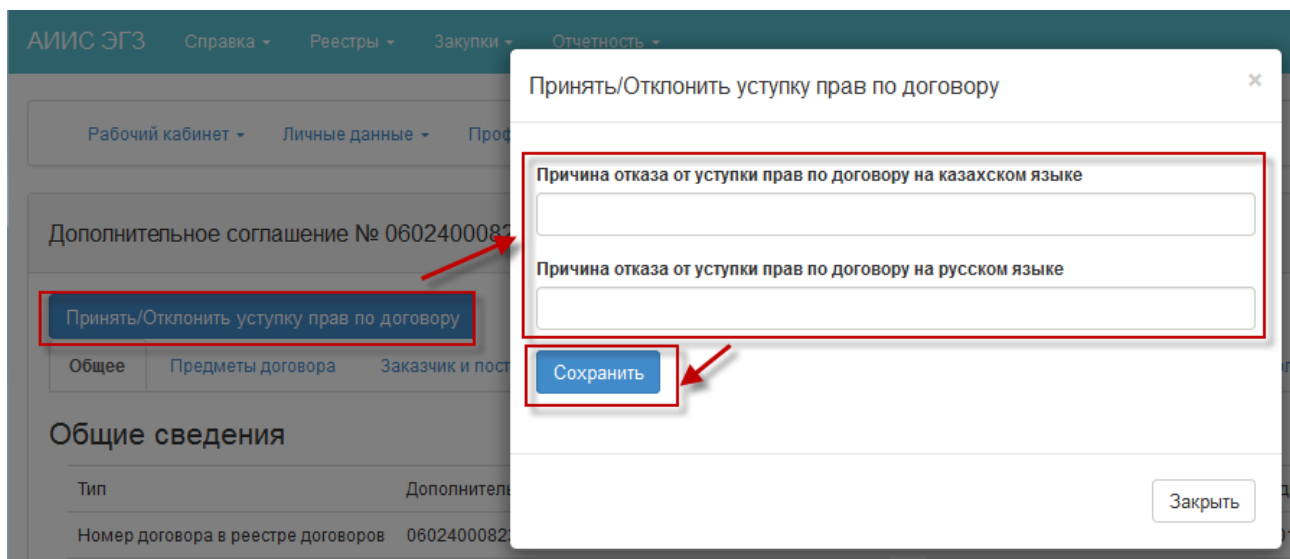 АИИС ЭГЗ Справка Реестры Закупки Отчетность
Принять/Отклонить уступку прав по договору ×
Рабочий кабинет Личные данные
Причина отказа от уступки прав по договору на казахском языке
Дополнительное соглашение № 060240008
Причина отказа от уступки прав по договору на русском языке
Принять/Отклонить уступку прав по договору
Общее Предметы договора Заказчик и
Сохранить
Общие сведения
Тип
Закрыть
Номер договора в реестре договоров 0602400082